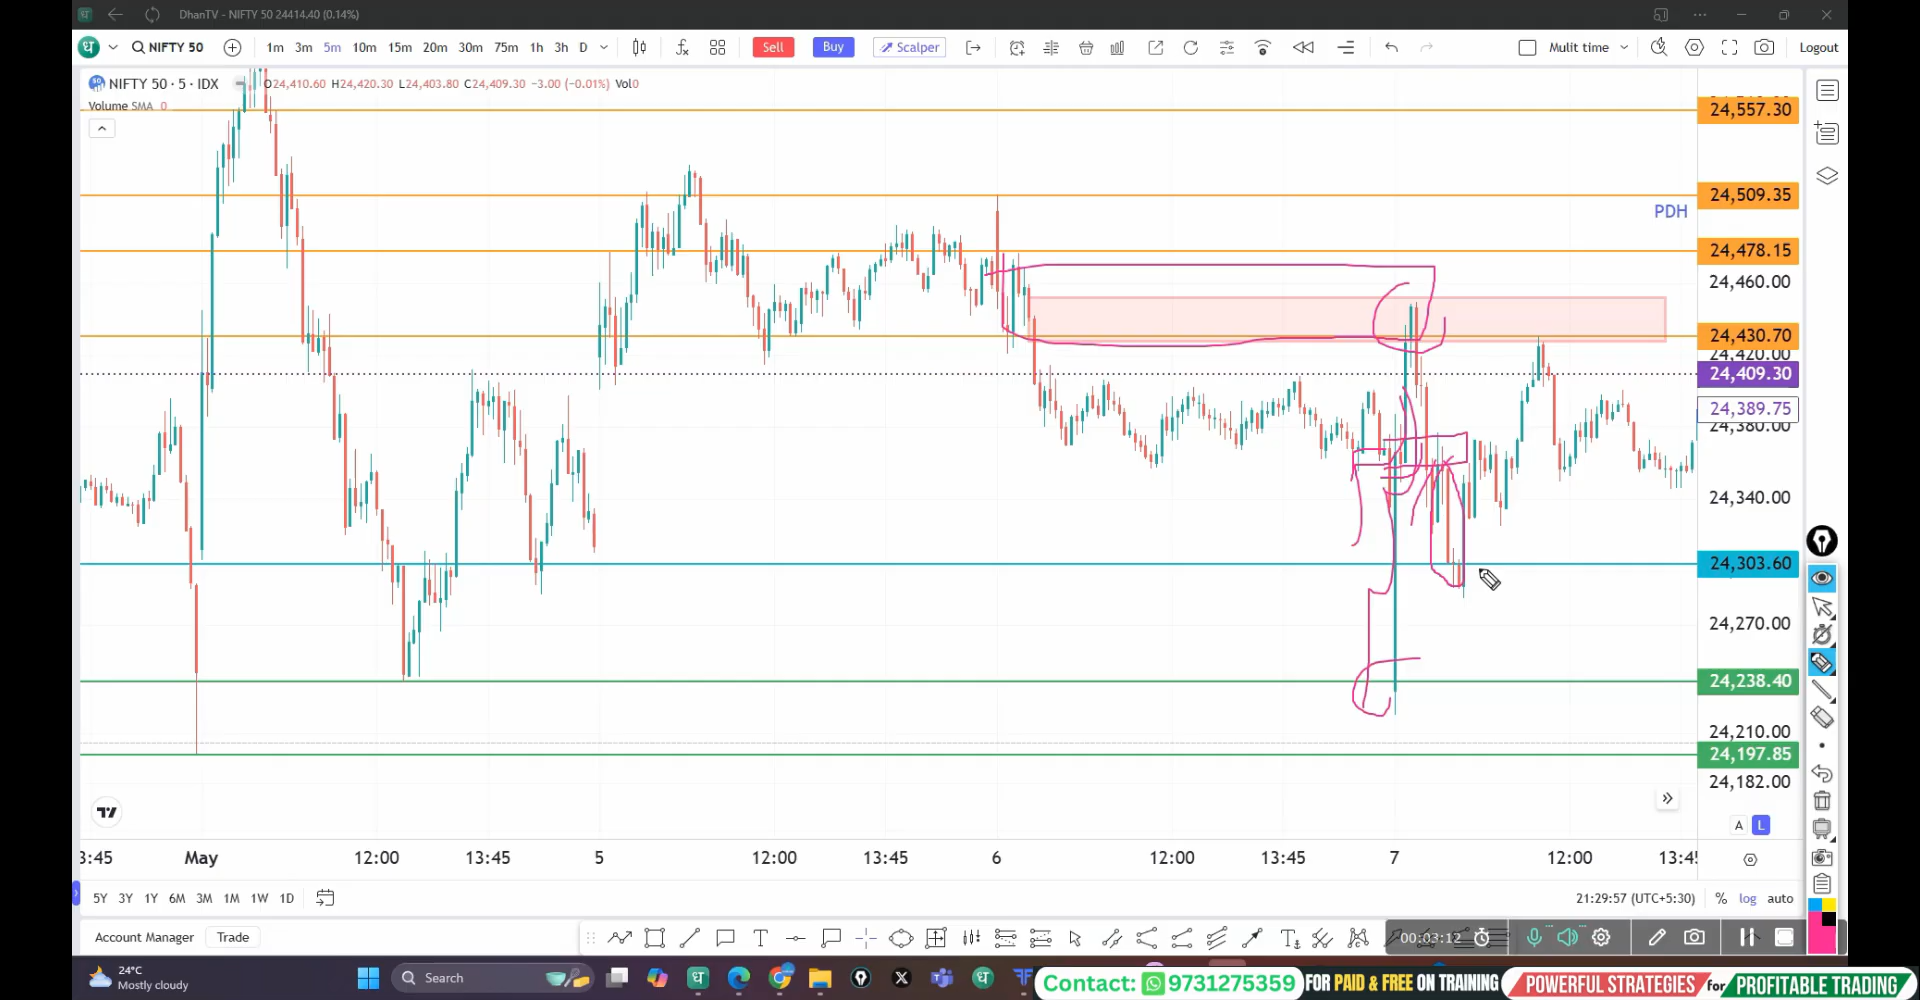 DhanTV - NIFTY 50 24414.40 (0.14%)
NIFTY 50 1m 3m 5m 10m 15m 20m 30m 75m 1h 3h D Sell Buy Scalper Mulit time Logout
NIFTY 50 · 5 · IDX O24,410.60 H24,420.30 L24,403.80 C24,409.30 −3.00 (−0.01%) Vol0
Volume SMA 0
24,557.30
24,509.35
PDH
24,478.15
24,460.00
24,430.70
24,420.00
24,409.30
24,389.75
24,380.00
24,340.00
24,303.60
24,270.00
24,238.40
24,210.00
24,197.85
24,182.00
A L
3:45 May 12:00 13:45 5 12:00 13:45 6 12:00 13:45 7 12:00 13:45
5Y 3Y 1Y 6M 3M 1M 1W 1D 21:29:57 (UTC+5:30) % log auto
Account Manager Trade 00:03:12
24°C
Mostly cloudy
Search
Contact: 9731275359 FOR PAID & FREE ON TRAINING POWERFUL STRATEGIES for PROFITABLE TRADING